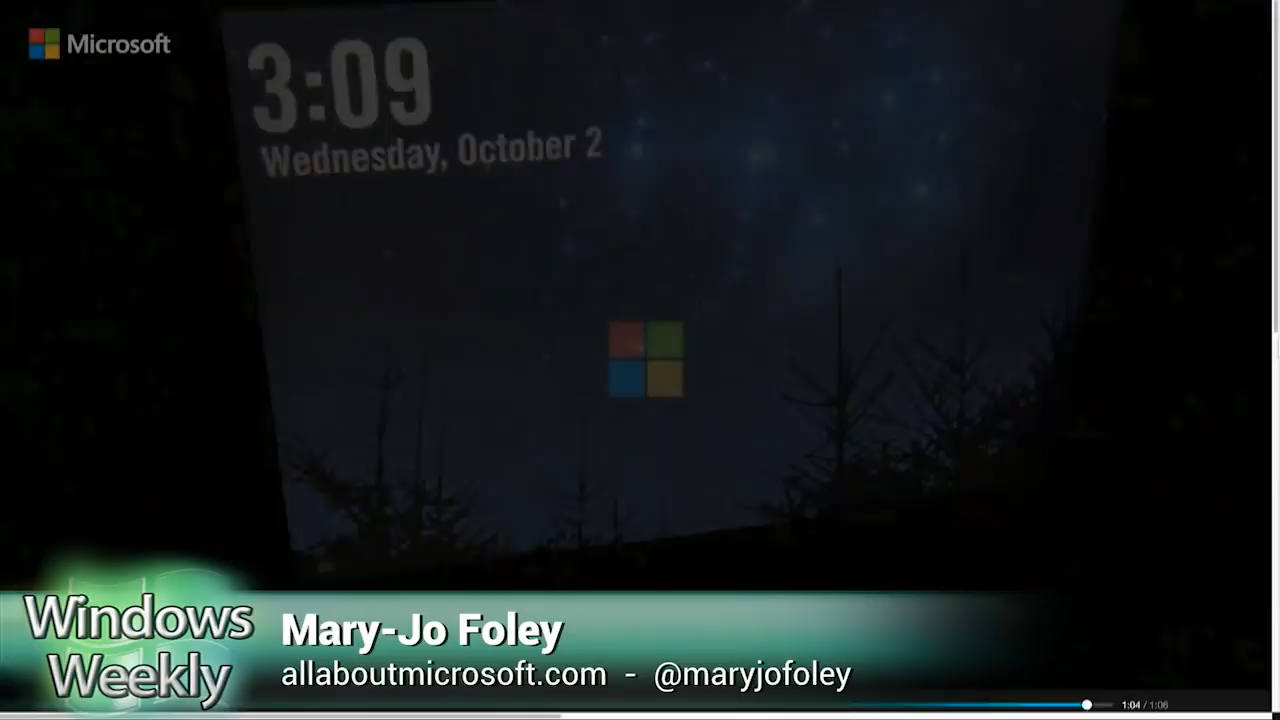 Microsoft
3:09
Wednesday, October 2
Windows
Weekly
Mary-Jo Foley
allaboutmicrosoft.com - @maryjofoley
1:04 / 1:06